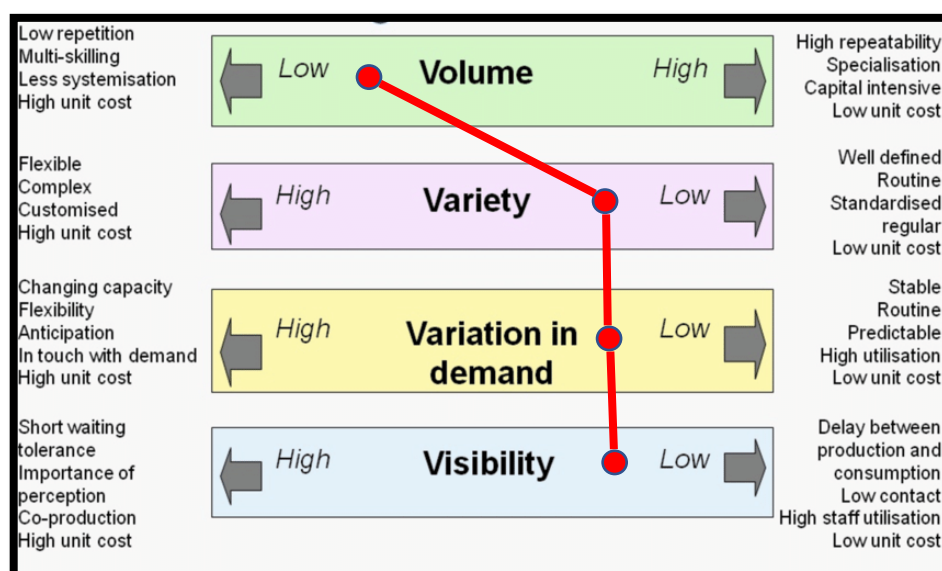 Low repetition
Multi-skilling
Less systemisation
High unit cost
Low
Volume
High
High repeatability
Specialisation
Capital intensive
Low unit cost
Flexible
Complex
Customised
High unit cost
High
Variety
Low
Well defined
Routine
Standardised
regular
Low unit cost
Changing capacity
Flexibility
Anticipation
In touch with demand
High unit cost
High
Variation in
demand
Low
Stable
Routine
Predictable
High utilisation
Low unit cost
Short waiting
tolerance
Importance of
perception
Co-production
High unit cost
High
Visibility
Low
Delay between
production and
consumption
Low contact
High staff utilisation
Low unit cost